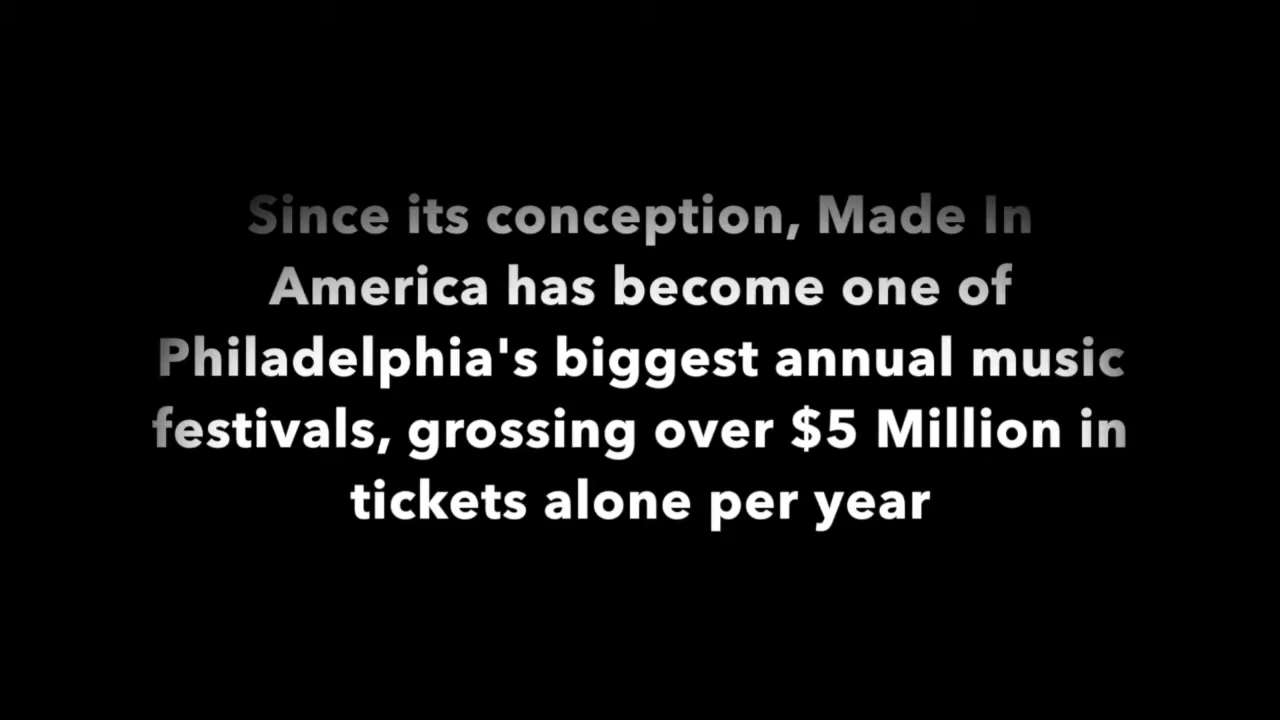 Since its conception, Made In
America has become one of
Philadelphia's biggest annual music
festivals, grossing over $5 Million in
tickets alone per year